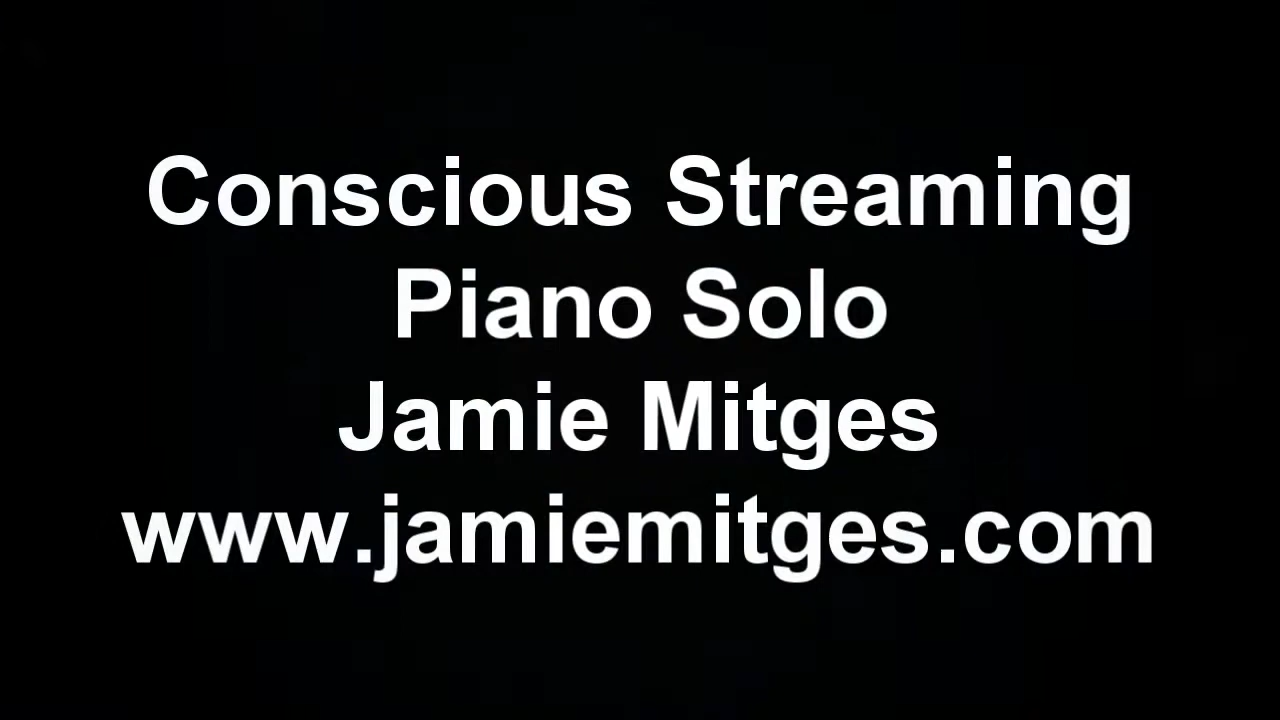 Conscious Streaming
Piano Solo
Jamie Mitges
www.jamiemitges.com